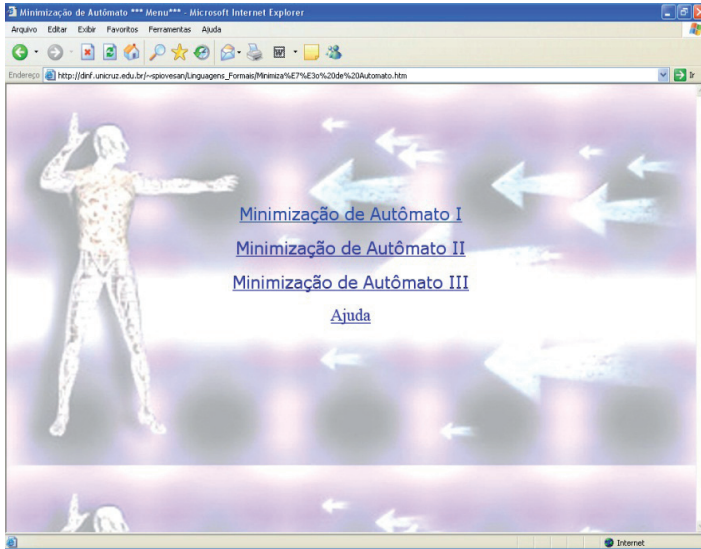 Minimização de Autômato *** Menu*** - Microsoft Internet Explorer
Arquivo Editar Exibir Favoritos Ferramentas Ajuda
Endereço http://dinf.unicruz.edu.br/~spiovesan/Linguagens_Formais/Minimiza%E7%E3o%20de%20Automato.htm Ir
Minimização de Autômato I
Minimização de Autômato II
Minimização de Autômato III
Ajuda
Internet